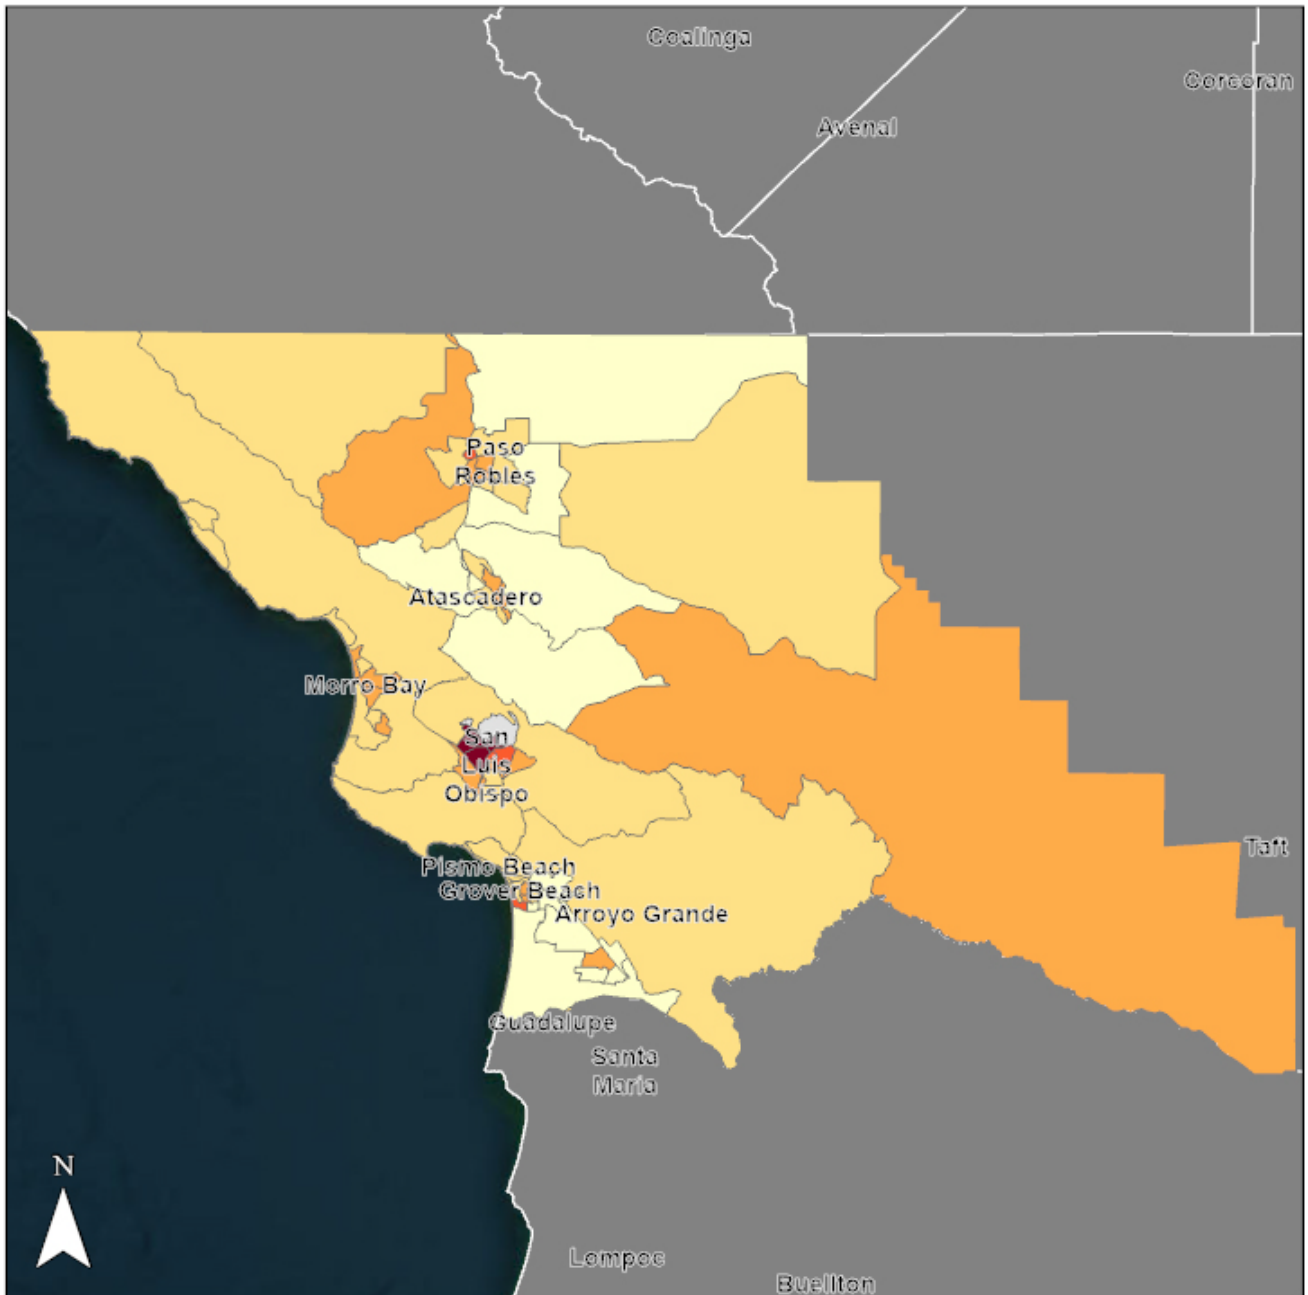 Coalinga
Corcoran
Avenal
Paso
Robles
Atascadero
Morro Bay
San
Luis
Obispo
Taft
Pismo Beach
Grover Beach
Arroyo Grande
Guadalupe
Santa
Maria
N
Lompoc
Buellton